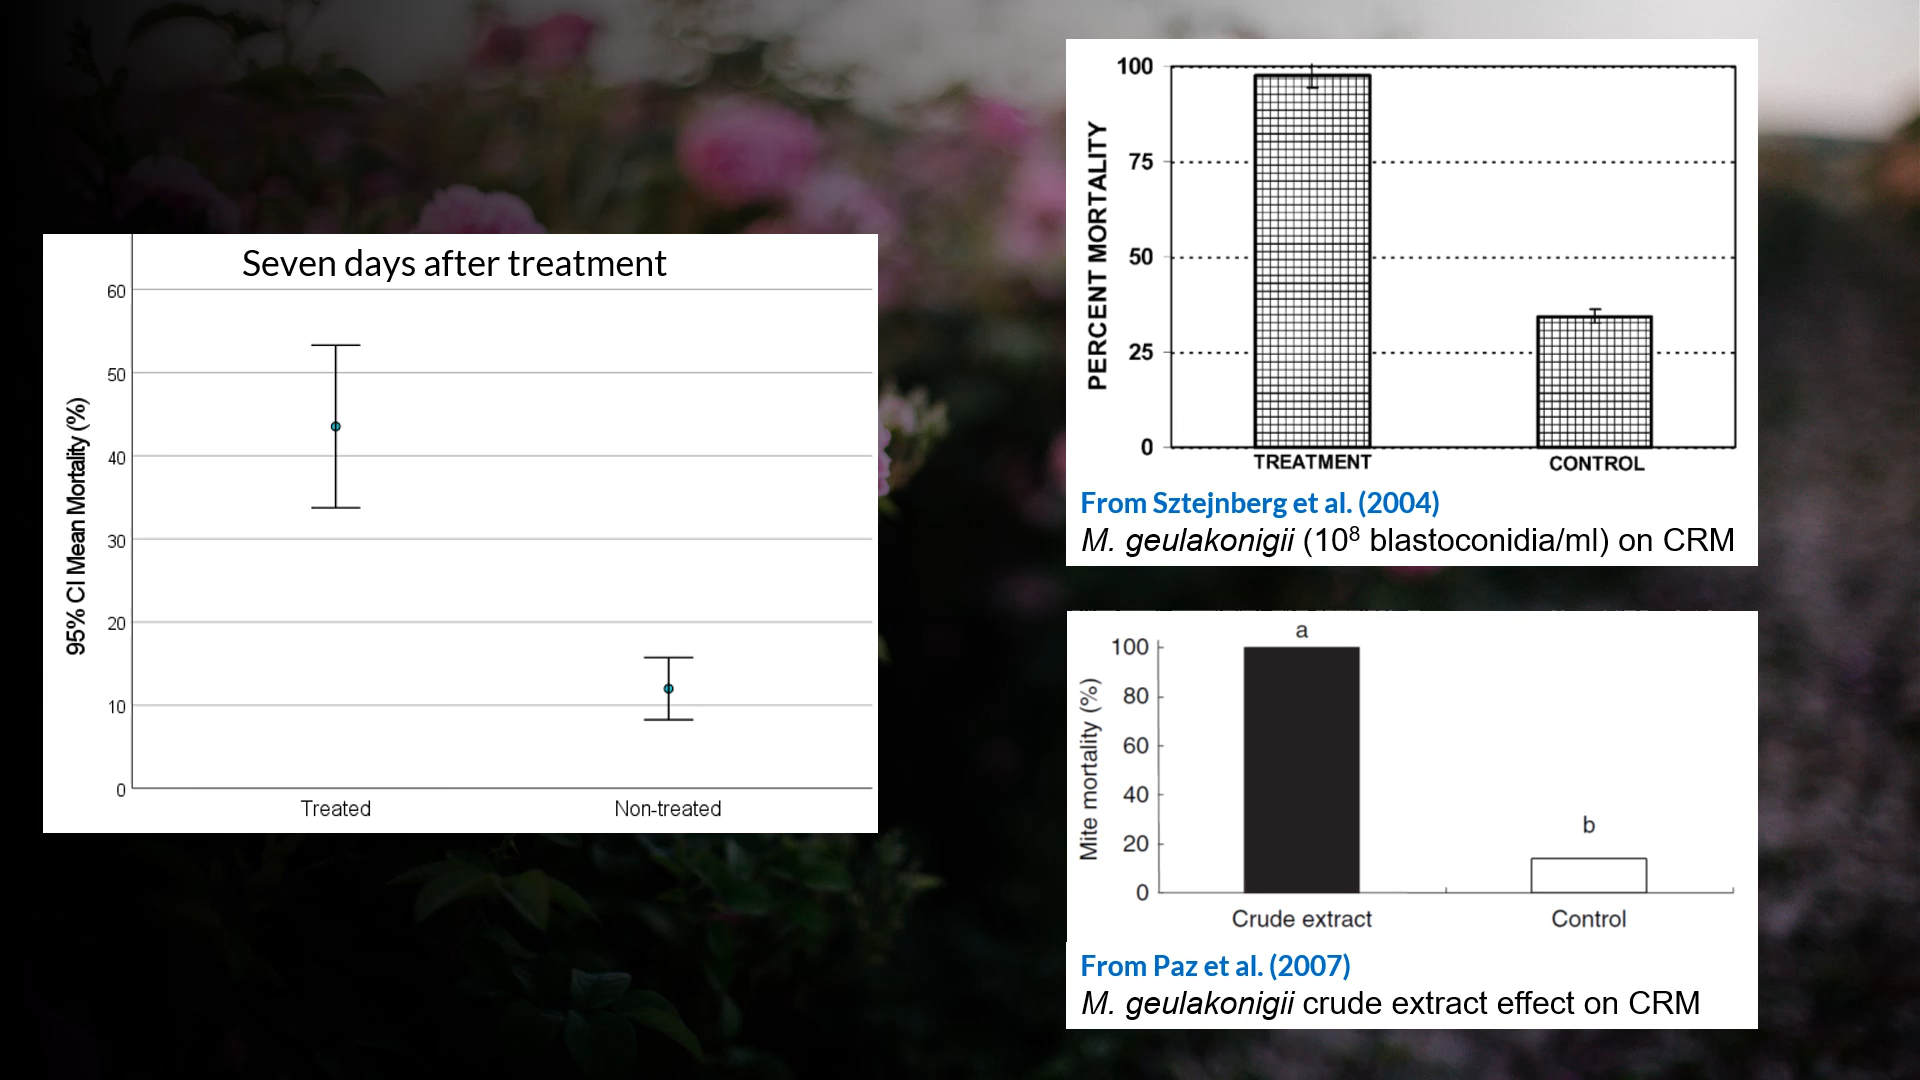 Seven days after treatment
95% CI Mean Mortality (%)
60
50
40
30
20
10
0
Treated
Non-treated
PERCENT MORTALITY
100
75
50
25
0
TREATMENT
CONTROL
From Sztejnberg et al. (2004)
M. geulakonigii (10⁸ blastoconidia/ml) on CRM
Mite mortality (%)
100
80
60
40
20
0
a
b
Crude extract
Control
From Paz et al. (2007)
M. geulakonigii crude extract effect on CRM